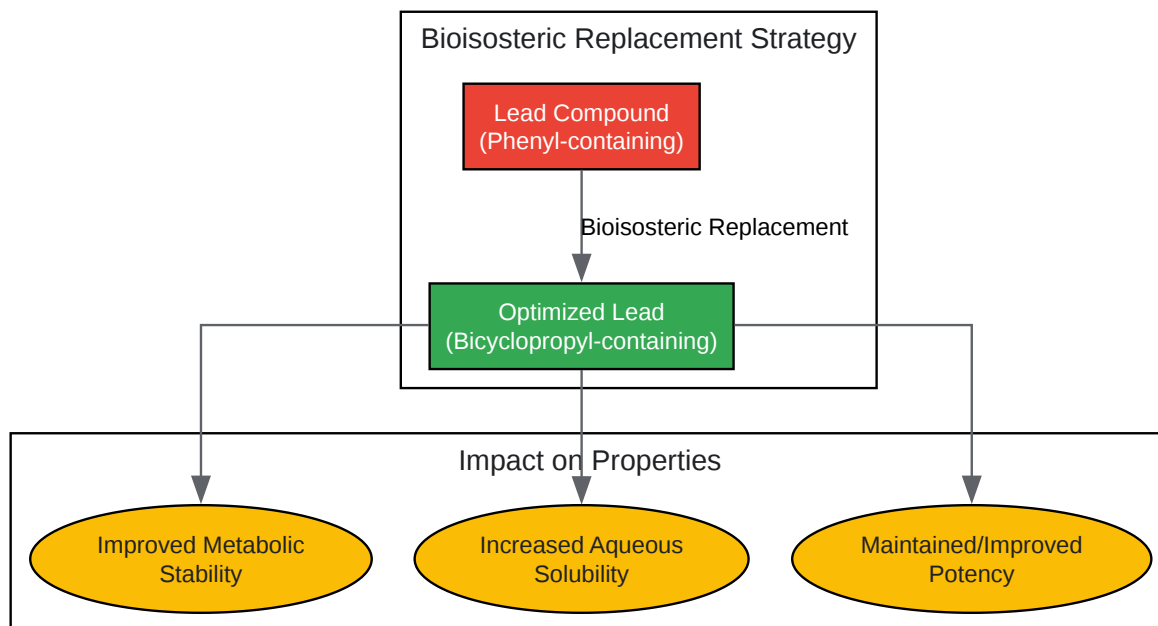 Bioisosteric Replacement Strategy
Lead Compound
(Phenyl-containing)
Bioisosteric Replacement
Optimized Lead
(Bicyclopropyl-containing)
Impact on Properties
Improved Metabolic
Stability
Increased Aqueous
Solubility
Maintained/Improved
Potency